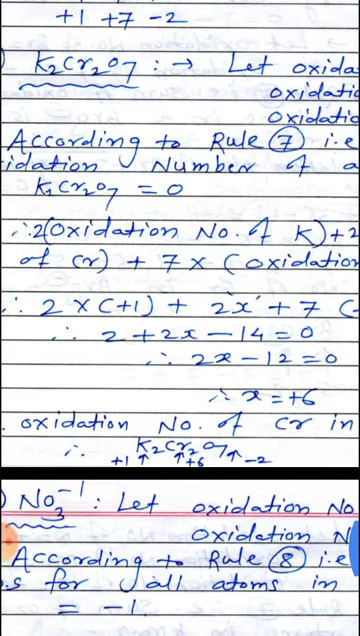 +1 +7 -2
) K2Cr2O7 :→ Let oxida
oxidatio
oxidatio
According to Rule ⑦ i.e
idation Number of a
K2Cr2O7 = 0
∴ 2(Oxidation No. of K) + 2
of Cr) + 7 × (oxidation
∴ 2 × (+1) + 2x + 7 (-
∴ 2 + 2x - 14 = 0
∴ 2x - 12 = 0
∴ x = +6
. oxidation No. of Cr in
∴ K2Cr2O7
+1 ↑ ↑ +6 ↑ -2
) NO3⁻¹ : Let oxidation No
oxidation N
According to Rule ⑧ i.e
s for all atoms in
= -1